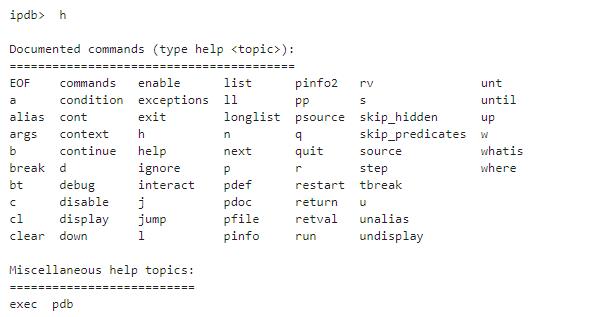 ipdb>  h

Documented commands (type help <topic>):
========================================
EOF    commands   enable      list      pinfo2   rv               unt
a      condition  exceptions  ll        pp       s                until
alias  cont       exit        longlist  psource  skip_hidden      up
args   context    h           n         q        skip_predicates  w
b      continue   help        next      quit     source           whatis
break  d          ignore      p         r        step             where
bt     debug      interact    pdef      restart  tbreak
c      disable    j           pdoc      return   u
cl     display    jump        pfile     retval   unalias
clear  down       l           pinfo     run      undisplay

Miscellaneous help topics:
==========================
exec  pdb